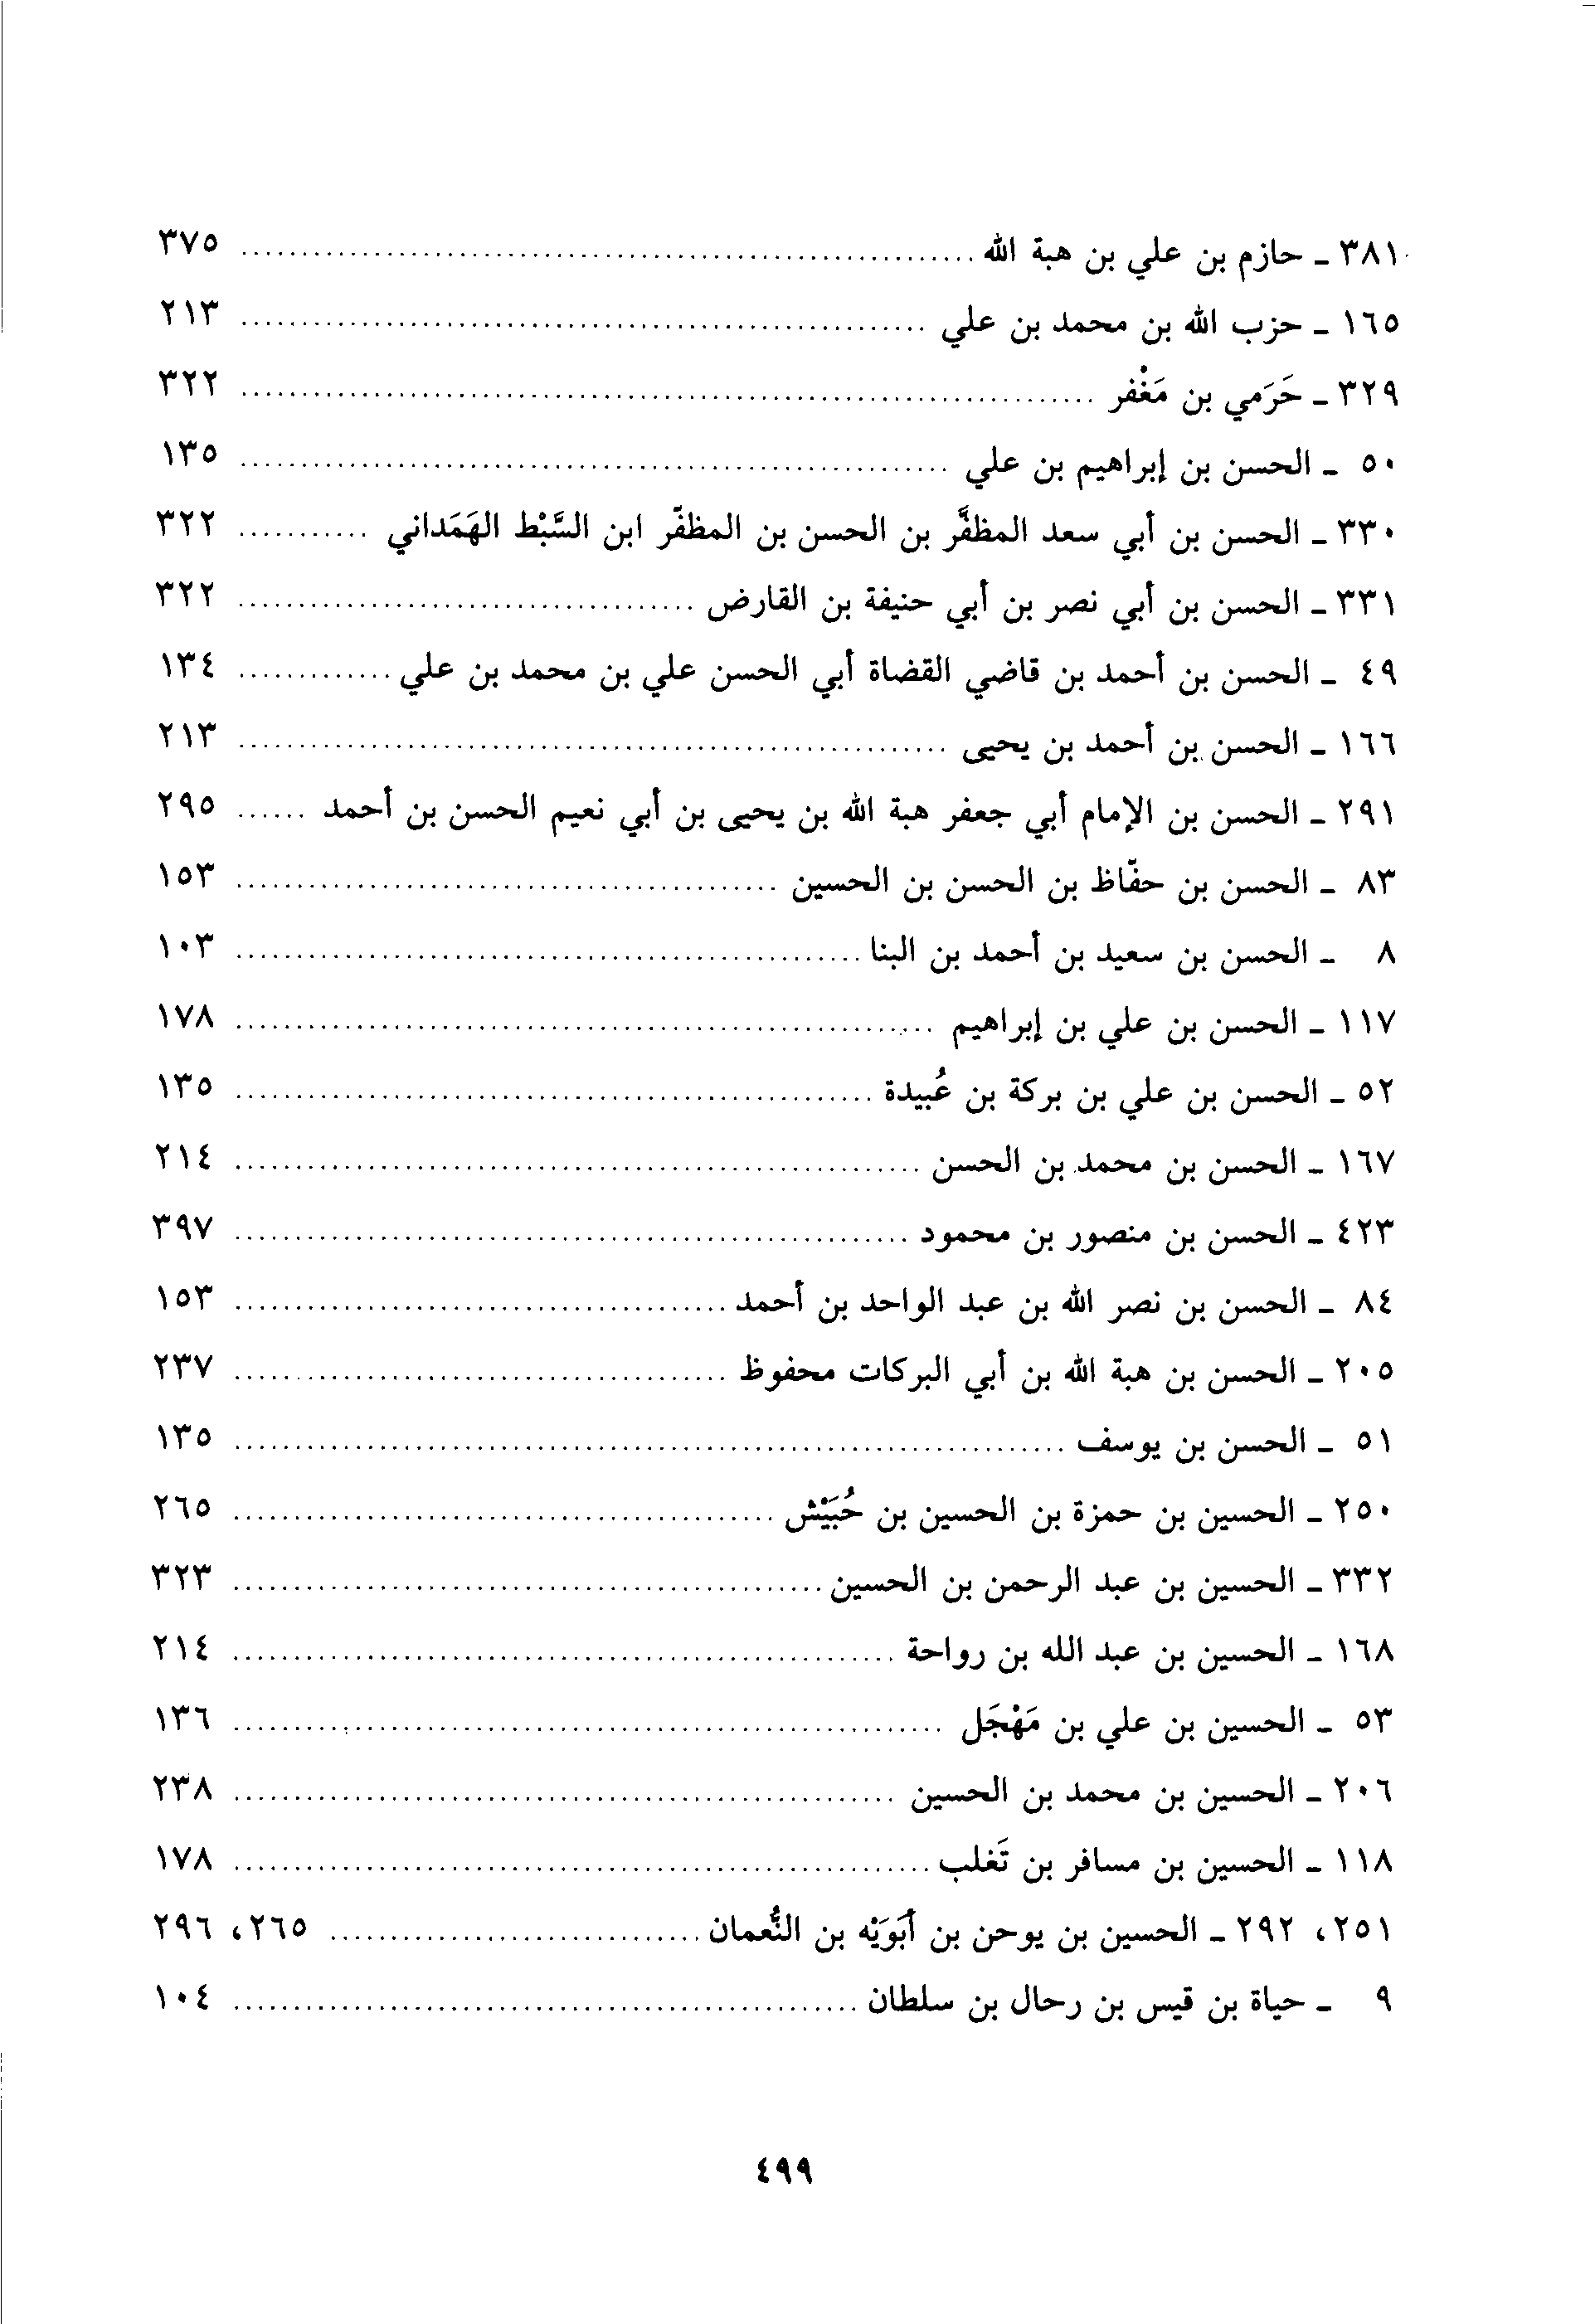 ٣٨١ ـ حازم بن علي بن هبة الله ........ ٣٧٥
١٦٥ ـ حزب الله بن محمد بن علي ........ ٢١٣
٣٢٩ ـ حَرَمي بن مَغْفر ........ ٣٢٢
٥٠ ـ الحسن بن إبراهيم بن علي ........ ١٣٥
٣٣٠ ـ الحسن بن أبي سعد المظفَّر بن الحسن بن المظفّر ابن السَّبْط الهَمَداني ........ ٣٢٢
٣٣١ ـ الحسن بن أبي نصر بن أبي حنيفة بن القارض ........ ٣٢٢
٤٩ ـ الحسن بن أحمد بن قاضي القضاة أبي الحسن علي بن محمد بن علي ........ ١٣٤
١٦٦ ـ الحسن بن أحمد بن يحيى ........ ٢١٣
٢٩١ ـ الحسن بن الإمام أبي جعفر هبة الله بن يحيى بن أبي نعيم الحسن بن أحمد ...... ٢٩٥
٨٣ ـ الحسن بن حفّاظ بن الحسن بن الحسين ........ ١٥٣
٨ ـ الحسن بن سعيد بن أحمد بن البنا ........ ١٠٣
١١٧ ـ الحسن بن علي بن إبراهيم ........ ١٧٨
٥٢ ـ الحسن بن علي بن بركة بن عُبيدة ........ ١٣٥
١٦٧ ـ الحسن بن محمد بن الحسن ........ ٢١٤
٤٢٣ ـ الحسن بن منصور بن محمود ........ ٣٩٧
٨٤ ـ الحسن بن نصر الله بن عبد الواحد بن أحمد ........ ١٥٣
٢٠٥ ـ الحسن بن هبة الله بن أبي البركات محفوظ ........ ٢٣٧
٥١ ـ الحسن بن يوسف ........ ١٣٥
٢٥٠ ـ الحسين بن حمزة بن الحسين بن حُبَيْش ........ ٢٦٥
٣٣٢ ـ الحسين بن عبد الرحمن بن الحسين ........ ٣٢٣
١٦٨ ـ الحسين بن عبد الله بن رواحة ........ ٢١٤
٥٣ ـ الحسين بن علي بن مَهْجَل ........ ١٣٦
٢٠٦ ـ الحسين بن محمد بن الحسين ........ ٢٣٨
١١٨ ـ الحسين بن مسافر بن تَغلب ........ ١٧٨
٢٥١، ٢٩٢ ـ الحسين بن يوحن بن أَبَوَيْه بن النُّعمان ........ ٢٦٥، ٢٩٦
٩ ـ حياة بن قيس بن رحال بن سلطان ........ ١٠٤
٤٩٩